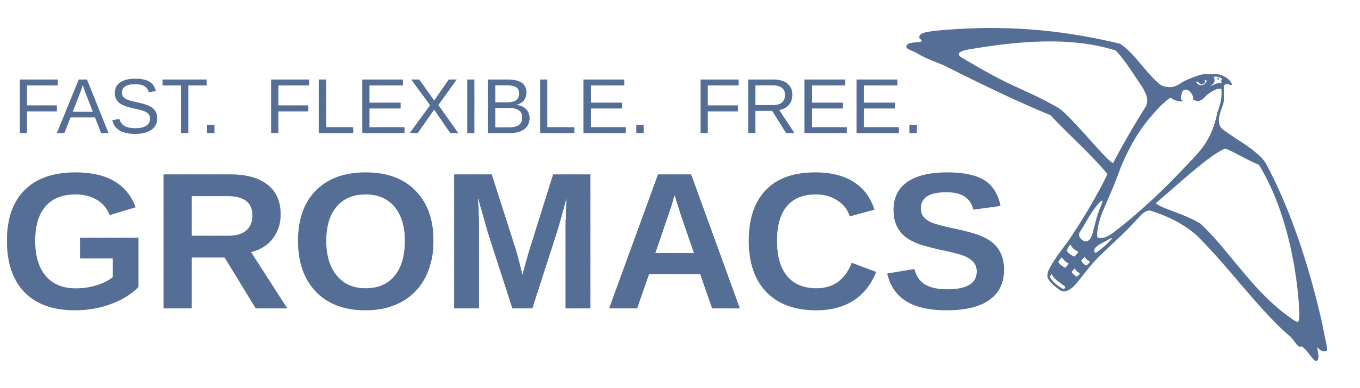 FAST. FLEXIBLE. FREE.
GROMACS